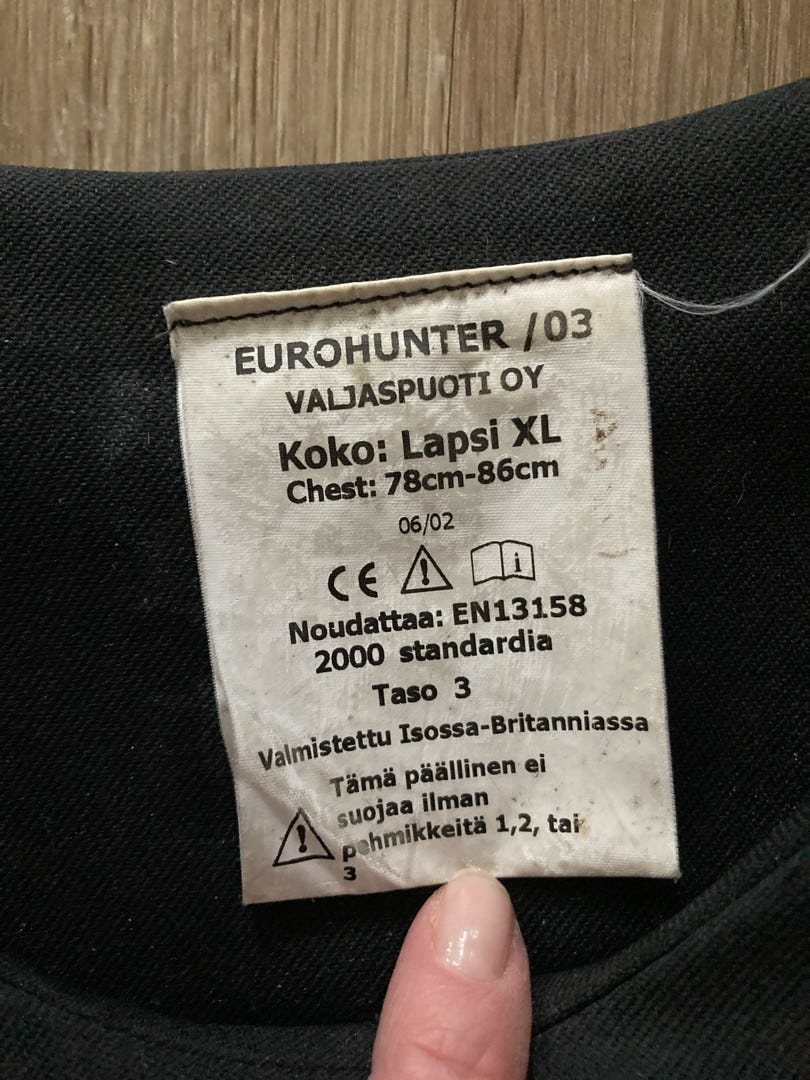 EUROHUNTER /03
VALJASPUOTI OY
Koko: Lapsi XL
Chest: 78cm-86cm
06/02
CE
Noudattaa: EN13158
2000 standardia
Taso 3
Valmistettu Isossa-Britanniassa
Tämä päällinen ei
suojaa ilman
pehmikkeitä 1,2, tai
3